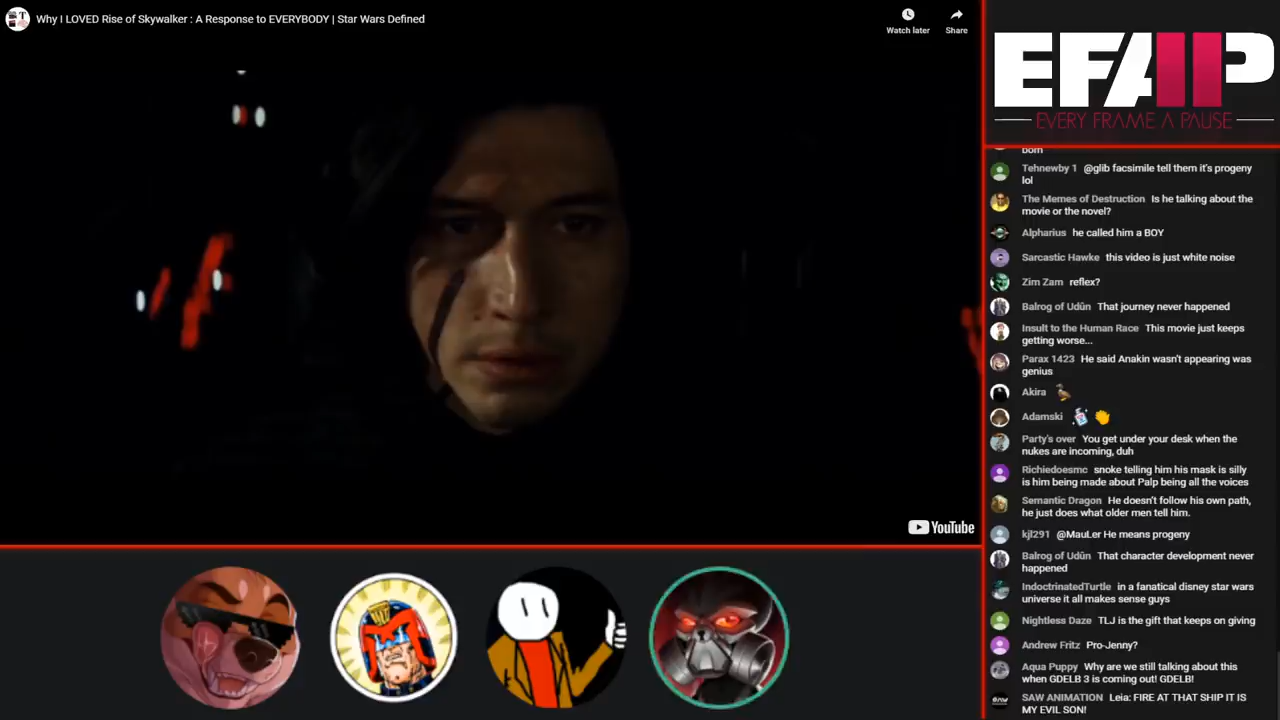 Why I LOVED Rise of Skywalker : A Response to EVERYBODY | Star Wars Defined
Watch later
Share
YouTube
EFAP
EVERY FRAME A PAUSE
born
Tehnewby 1 @glib facsimile tell them it's progeny
lol
The Memes of Destruction Is he talking about the
movie or the novel?
Alpharius he called him a BOY
Sarcastic Hawke this video is just white noise
Zim Zam reflex?
Balrog of Udûn That journey never happened
Insult to the Human Race This movie just keeps
getting worse...
Parax 1423 He said Anakin wasn't appearing was
genius
Akira
Adamski
Party's over You get under your desk when the
nukes are incoming, duh
Richiedoesmc snoke telling him his mask is silly
is him being made about Palp being all the voices
Semantic Dragon He doesn't follow his own path,
he just does what older men tell him.
kjl291 @MauLer He means progeny
Balrog of Udûn That character development never
happened
IndoctrinatedTurtle in a fanatical disney star wars
universe it all makes sense guys
Nightless Daze TLJ is the gift that keeps on giving
Andrew Fritz Pro-Jenny?
Aqua Puppy Why are we still talking about this
when GDELB 3 is coming out! GDELB!
SAW ANIMATION Leia: FIRE AT THAT SHIP IT IS
MY EVIL SON!